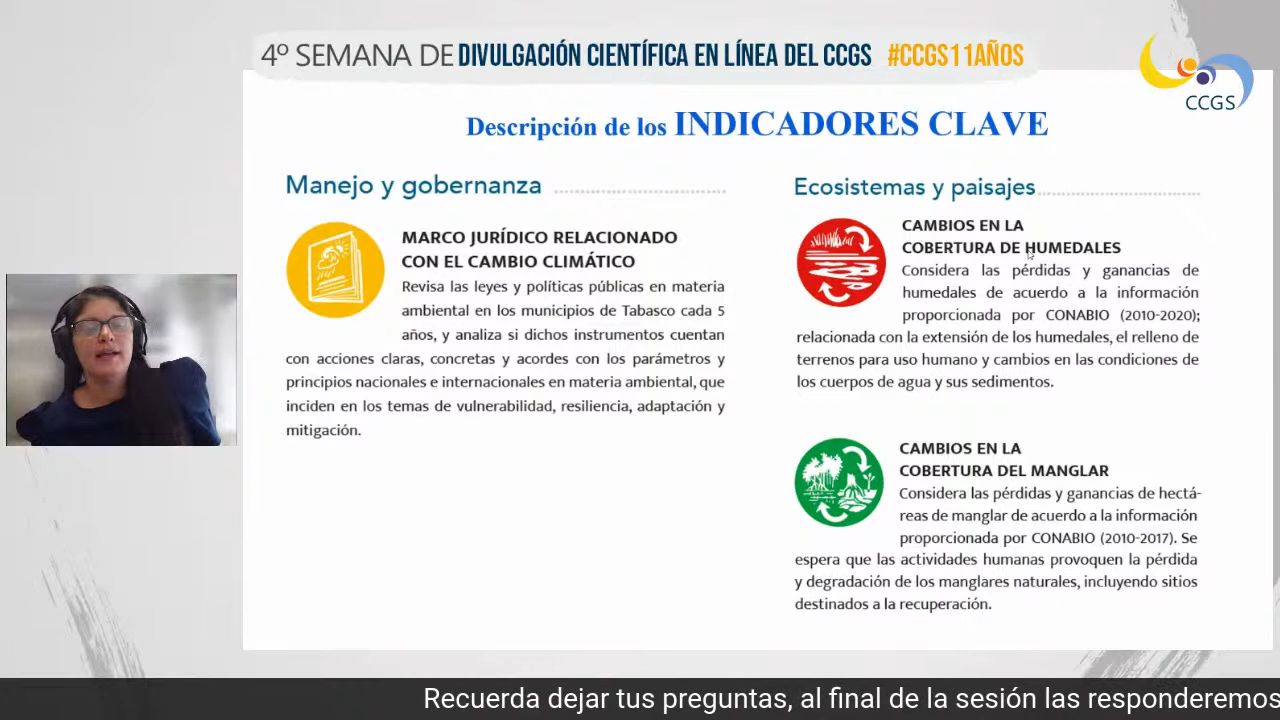 4º SEMANA DE DIVULGACIÓN CIENTÍFICA EN LÍNEA DEL CCGS #CCGS11AÑOS
CCGS
Descripción de los INDICADORES CLAVE
Manejo y gobernanza
MARCO JURÍDICO RELACIONADO
CON EL CAMBIO CLIMÁTICO
Revisa las leyes y políticas públicas en materia
ambiental en los municipios de Tabasco cada 5
años, y analiza si dichos instrumentos cuentan
con acciones claras, concretas y acordes con los parámetros y
principios nacionales e internacionales en materia ambiental, que
inciden en los temas de vulnerabilidad, resiliencia, adaptación y
mitigación.
Ecosistemas y paisajes
CAMBIOS EN LA
COBERTURA DE HUMEDALES
Considera las pérdidas y ganancias de
humedales de acuerdo a la información
proporcionada por CONABIO (2010-2020);
relacionada con la extensión de los humedales, el relleno de
terrenos para uso humano y cambios en las condiciones de
los cuerpos de agua y sus sedimentos.
CAMBIOS EN LA
COBERTURA DEL MANGLAR
Considera las pérdidas y ganancias de hectá-
reas de manglar de acuerdo a la información
proporcionada por CONABIO (2010-2017). Se
espera que las actividades humanas provoquen la pérdida
y degradación de los manglares naturales, incluyendo sitios
destinados a la recuperación.
Recuerda dejar tus preguntas, al final de la sesión las responderemos